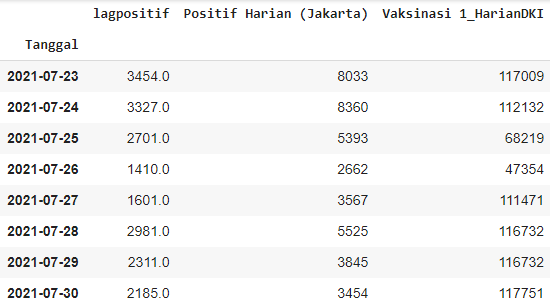 lagpositif Positif Harian (Jakarta) Vaksinasi 1_HarianDKI
Tanggal
2021-07-23 3454.0 8033 117009
2021-07-24 3327.0 8360 112132
2021-07-25 2701.0 5393 68219
2021-07-26 1410.0 2662 47354
2021-07-27 1601.0 3567 111471
2021-07-28 2981.0 5525 116732
2021-07-29 2311.0 3845 116732
2021-07-30 2185.0 3454 117751